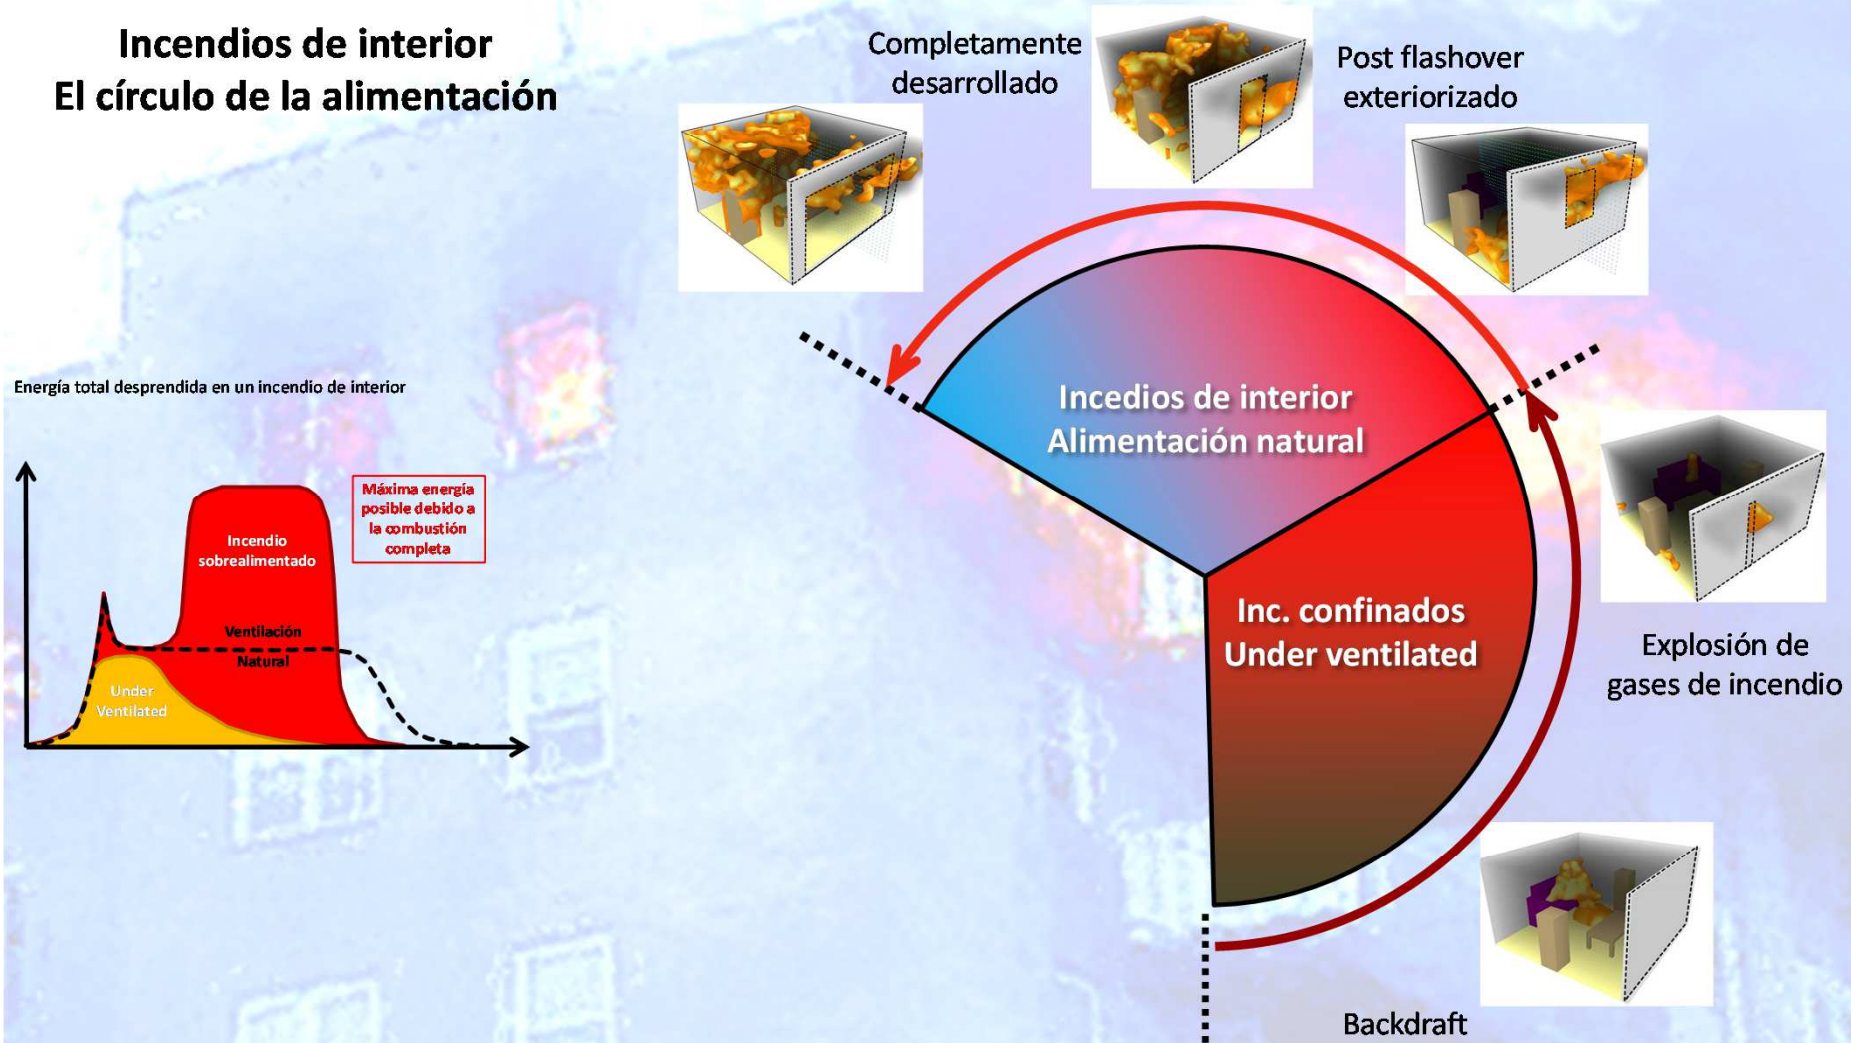 Incendios de interior
El círculo de la alimentación
Completamente
desarrollado
Post flashover
exteriorizado
Energía total desprendida en un incendio de interior
Máxima energía
posible debido a
la combustión
completa
Incendio
sobrealimentado
Ventilación
Natural
Under
Ventilated
Incedios de interior
Alimentación natural
Inc. confinados
Under ventilated
Explosión de
gases de incendio
Backdraft